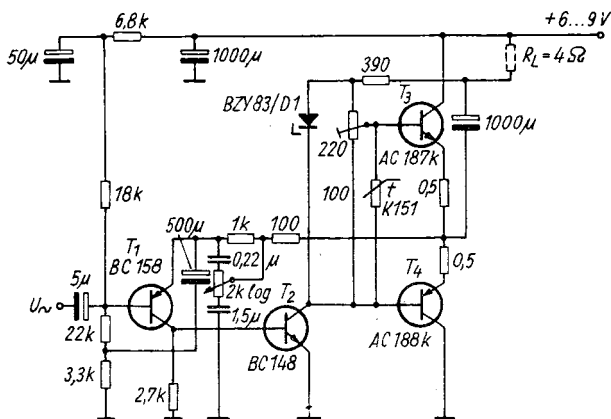 6,8k
+6...9V
50µ
1000µ
390
R_L = 4Ω
BZY83/D1
T3
1000µ
220
AC 187k
18k
100
t
K151
0,5
500µ
1k
100
T1
BC 158
0,22 µ
0,5
5µ
T2
T4
U~
2k log
22k
1,5µ
BC 148
AC 188k
3,3k
2,7k